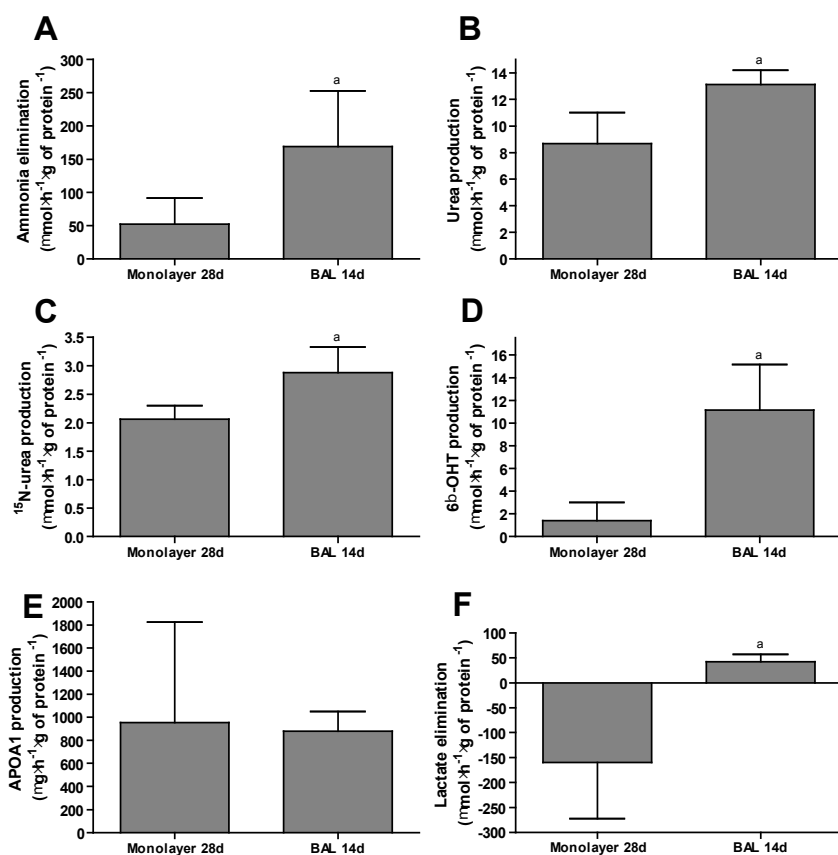 A
Ammonia elimination
(mmol×h⁻¹×g of protein⁻¹)
300
250
200
150
100
50
0
a
Monolayer 28d BAL 14d
B
Urea production
(mmol×h⁻¹×g of protein⁻¹)
14
12
10
8
6
4
2
0
a
Monolayer 28d BAL 14d
C
¹⁵N-urea production
(mmol×h⁻¹×g of protein⁻¹)
3.5
3.0
2.5
2.0
1.5
1.0
0.5
0.0
a
Monolayer 28d BAL 14d
D
6b-OHT production
(mmol×h⁻¹×g of protein⁻¹)
16
14
12
10
8
6
4
2
0
a
Monolayer 28d BAL 14d
E
APOA1 production
(mg×h⁻¹×g of protein⁻¹)
2000
1800
1600
1400
1200
1000
800
600
400
200
0
Monolayer 28d BAL 14d
F
Lactate elimination
(mmol×h⁻¹×g of protein⁻¹)
100
50
0
-50
-100
-150
-200
-250
-300
a
Monolayer 28d BAL 14d